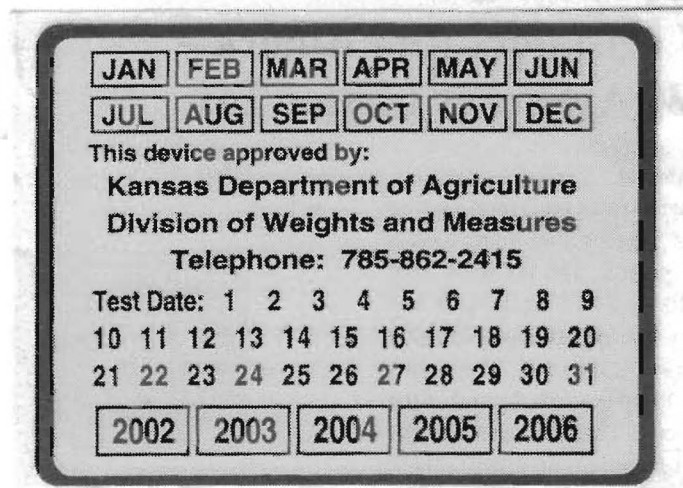 JAN FEB MAR APR MAY JUN
JUL AUG SEP OCT NOV DEC
This device approved by:
Kansas Department of Agriculture
Division of Weights and Measures
Telephone: 785-862-2415
Test Date: 1 2 3 4 5 6 7 8 9
10 11 12 13 14 15 16 17 18 19 20
21 22 23 24 25 26 27 28 29 30 31
2002 2003 2004 2005 2006